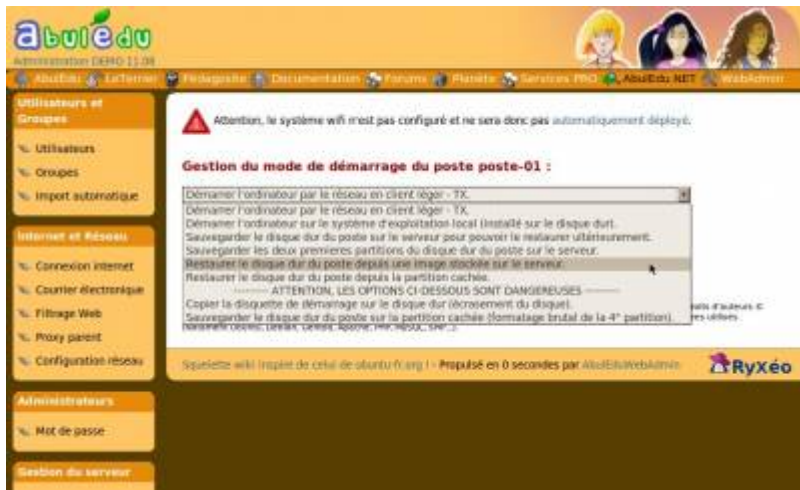 abulédu
Administration DEMO 11.08
AbulEdu LeTerrier Pédagosite Documentation Forums Planète Services PRO AbulEdu NET WebAdmin
Utilisateurs et
Groupes
Utilisateurs
Groupes
Import automatique
Internet et Réseau
Connexion internet
Courrier électronique
Filtrage Web
Proxy parent
Configuration réseau
Administrateurs
Mot de passe
Gestion du serveur
Attention, le système wifi n'est pas configuré et ne sera donc pas automatiquement déployé.
Gestion du mode de démarrage du poste poste-01 :
Démarrer l'ordinateur par le réseau en client léger - TX.
Démarrer l'ordinateur par le réseau en client léger - TX.
Démarrer l'ordinateur sur le système d'exploitation local (installé sur le disque dur).
Sauvegarder le disque dur du poste sur le serveur pour pouvoir le restaurer ultérieurement.
Sauvegarder les deux premieres partitions du disque dur du poste sur le serveur.
Restaurer le disque dur du poste depuis une image stockée sur le serveur.
Restaurer le disque dur du poste depuis la partition cachée.
-------- ATTENTION, LES OPTIONS CI-DESSOUS SONT DANGEREUSES --------
Copier la disquette de démarrage sur le disque dur (écrasement du disque).
Sauvegarder le disque dur du poste sur la partition cachée (formatage brutal de la 4° partition).
d'auteurs ©
utilisés
Squelette wiki inspiré de celui de ubuntu-fr.org ! - Propulsé en 0 secondes par AbulEduWebAdmin
RyXéo